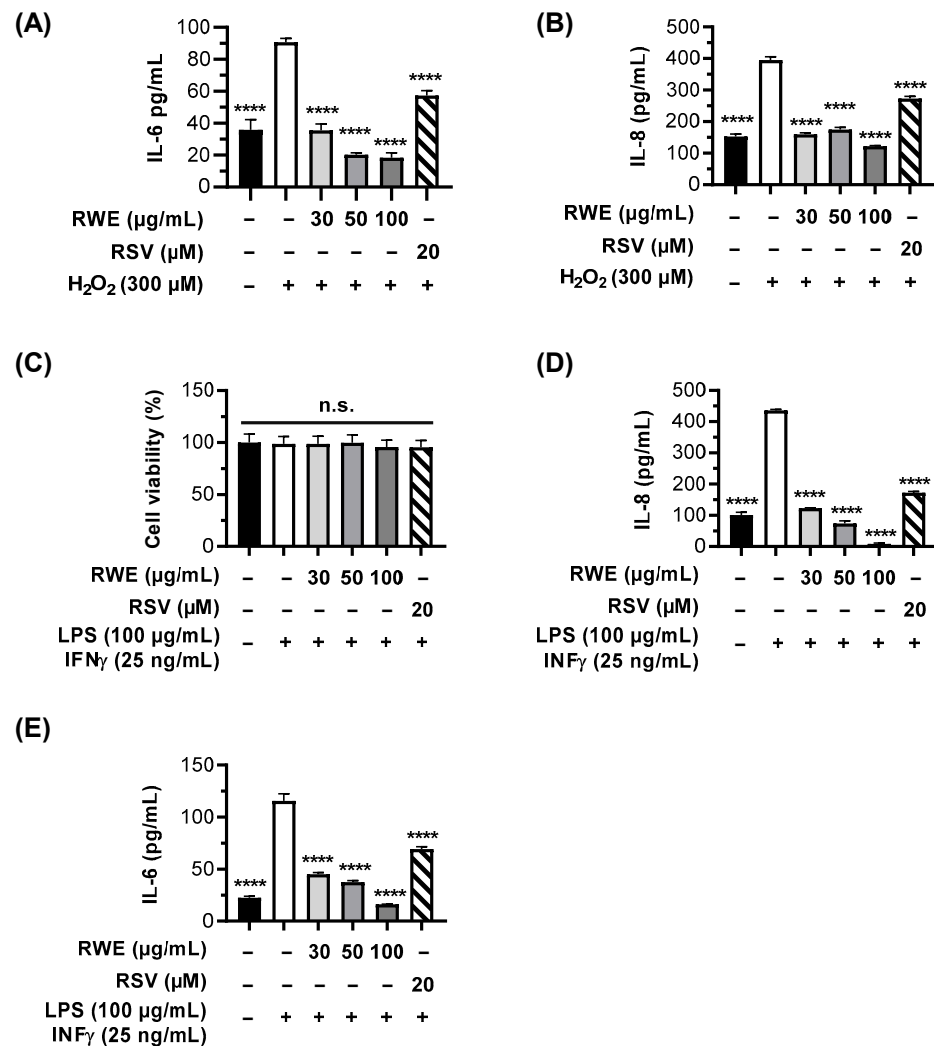 (A)
IL-6 pg/mL
100
80
60
40
20
0
**** **** **** **** ****
RWE (µg/mL) – – 30 50 100 –
RSV (µM) – – – – – 20
H2O2 (300 µM) – + + + + +
(B)
IL-8 (pg/mL)
500
400
300
200
100
0
**** **** **** **** ****
RWE (µg/mL) – – 30 50 100 –
RSV (µM) – – – – – 20
H2O2 (300 µM) – + + + + +
(C)
Cell viability (%)
150
100
50
0
n.s.
RWE (µg/mL) – – 30 50 100 –
RSV (µM) – – – – – 20
LPS (100 µg/mL) – + + + + +
IFNγ (25 ng/mL)
(D)
IL-8 (pg/mL)
500
400
300
200
100
0
**** **** **** **** ****
RWE (µg/mL) – – 30 50 100 –
RSV (µM) – – – – – 20
LPS (100 µg/mL) – + + + + +
INFγ (25 ng/mL)
(E)
IL-6 (pg/mL)
150
100
50
0
**** **** **** **** ****
RWE (µg/mL) – – 30 50 100 –
RSV (µM) – – – – – 20
LPS (100 µg/mL) – + + + + +
INFγ (25 ng/mL)